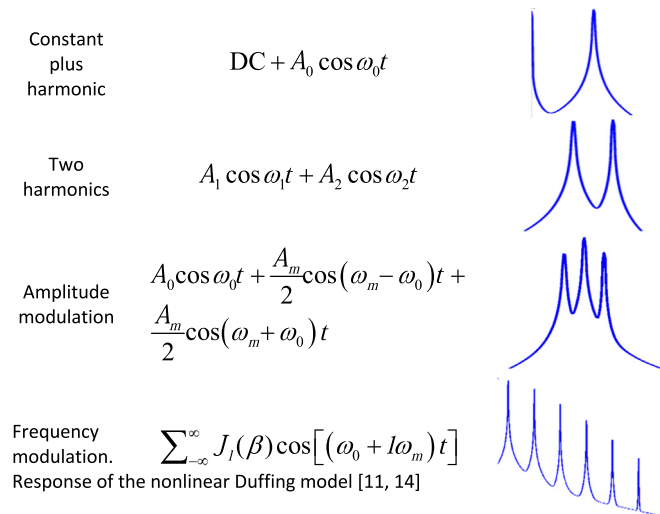 Constant
plus
harmonic
DC + A₀ cos ω₀t
Two
harmonics
A₁ cos ω₁t + A₂ cos ω₂t
Amplitude
modulation
A₀cos ω₀t + Aₘ/2 cos(ωₘ − ω₀)t +
Aₘ/2 cos(ωₘ + ω₀)t
Frequency
modulation.
∑₋∞^∞ J_l(β)cos[(ω₀ + lωₘ)t]
Response of the nonlinear Duffing model [11, 14]